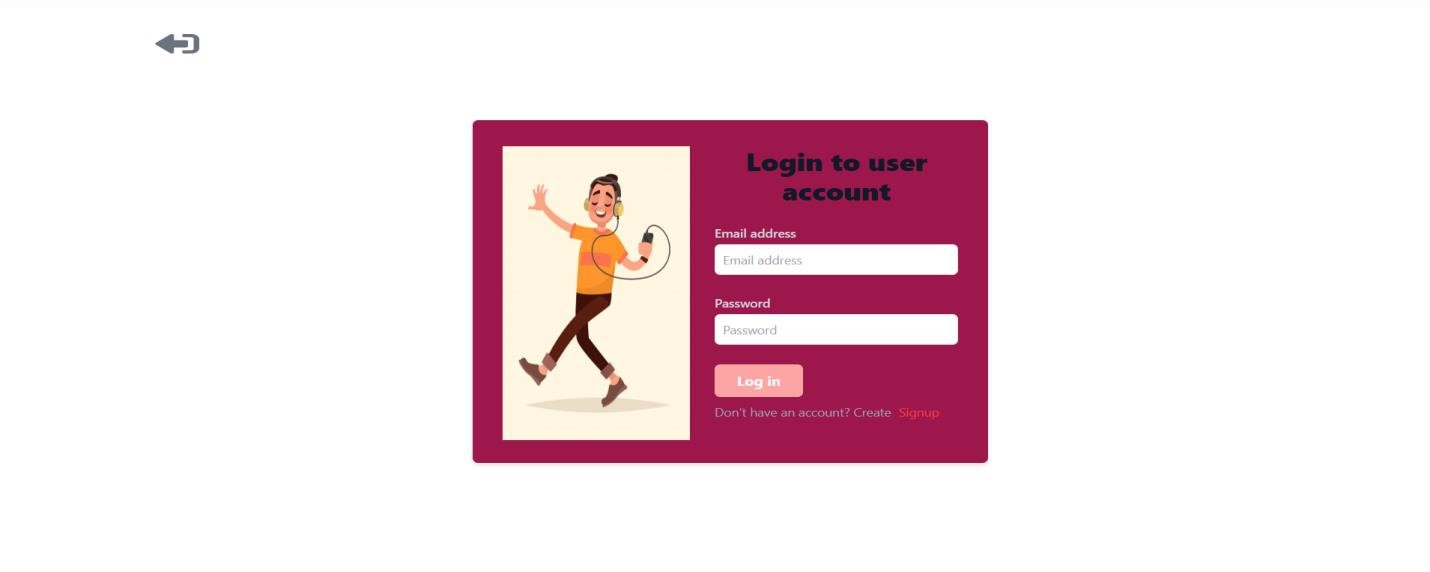 Login to user
account
Email address
Email address
Password
Password
Log in
Don't have an account? Create Signup